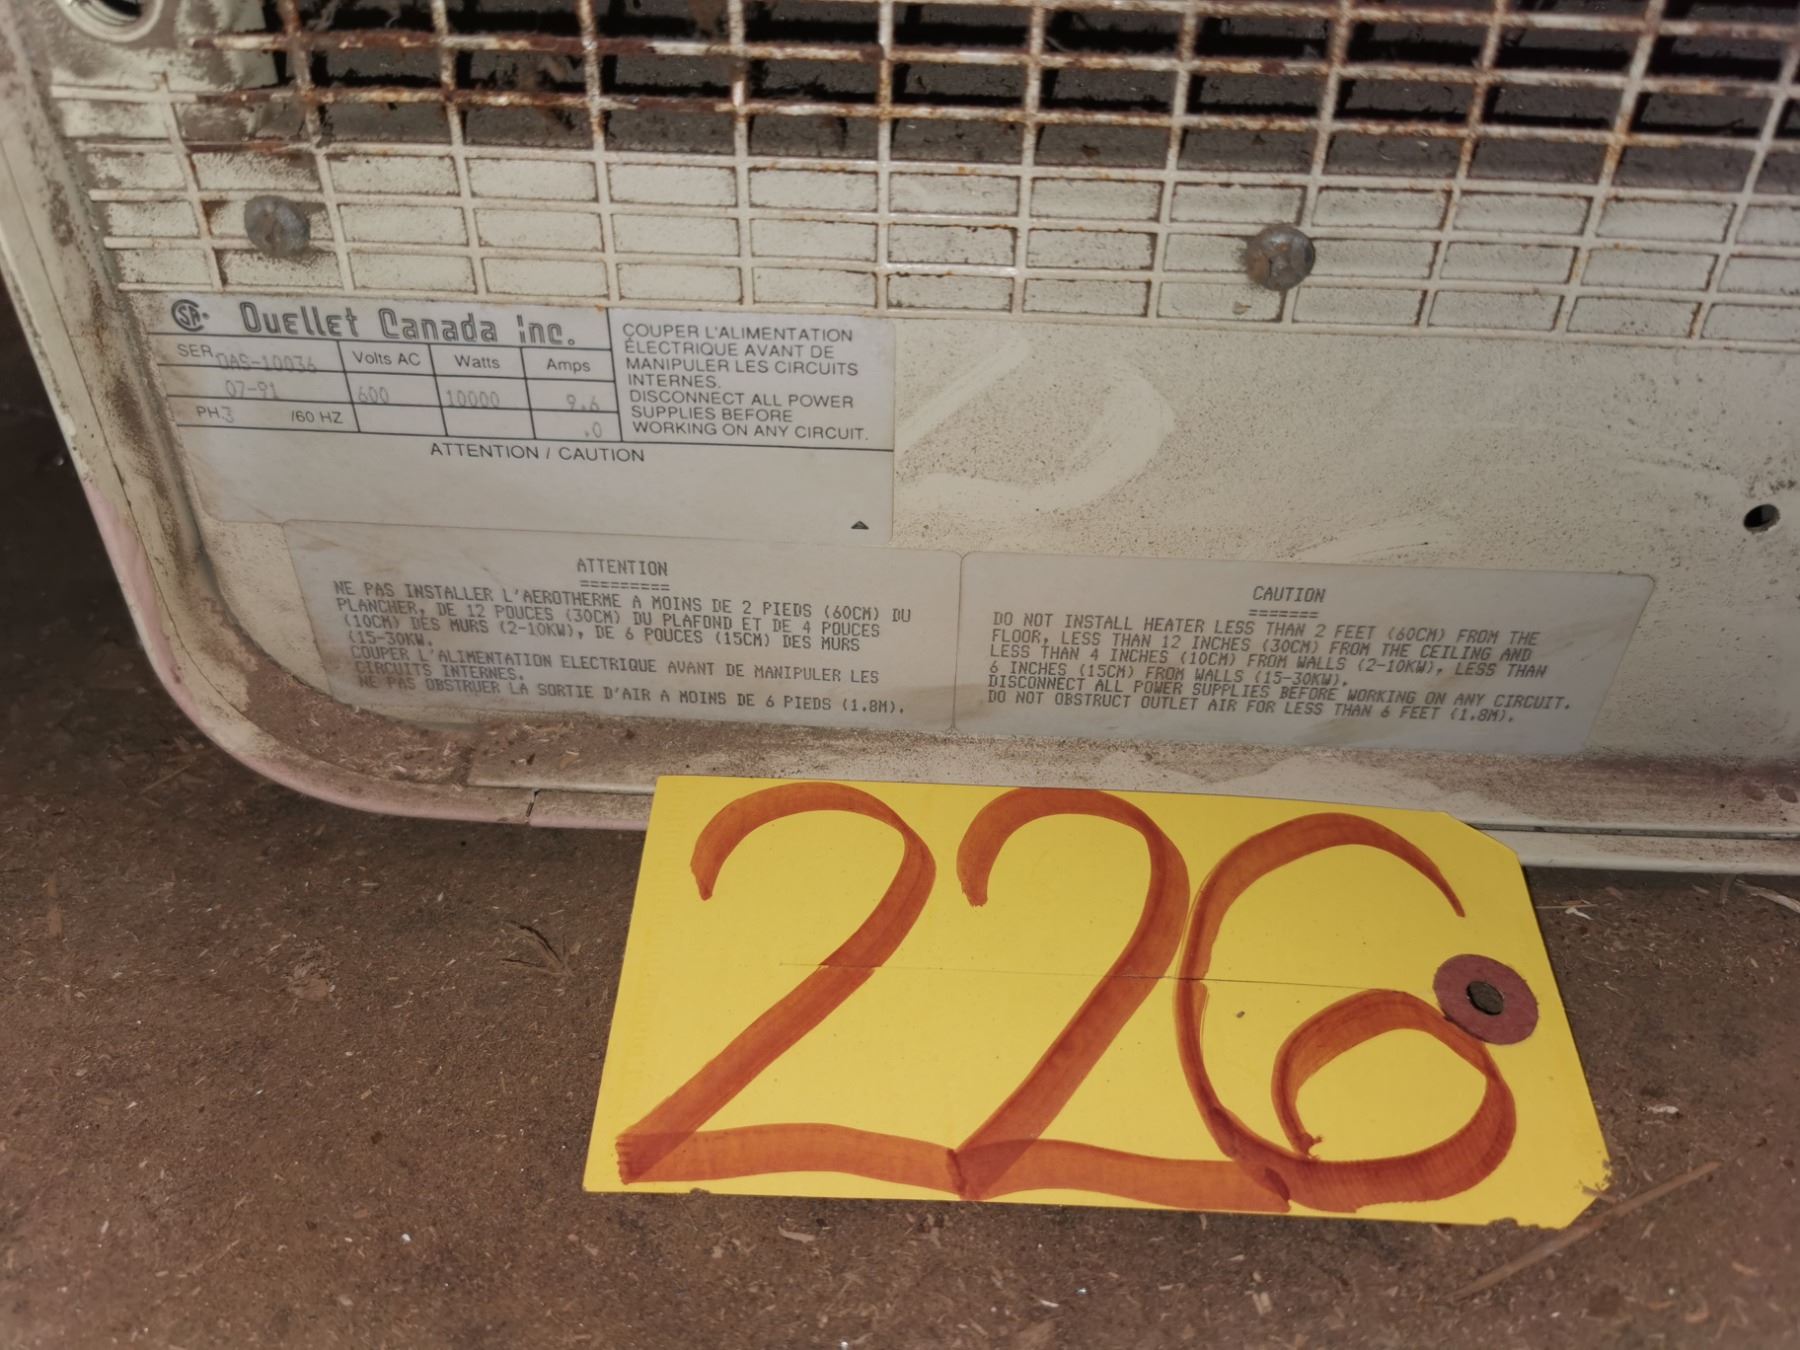 Ouellet Canada Inc.
SER. OAS-10036
07-91
Volts AC Watts Amps
600 10000 9.6
PH.3 /60 HZ
.0
COUPER L'ALIMENTATION
ÉLECTRIQUE AVANT DE
MANIPULER LES CIRCUITS
INTERNES.
DISCONNECT ALL POWER
SUPPLIES BEFORE
WORKING ON ANY CIRCUIT.
ATTENTION / CAUTION
ATTENTION
=========
NE PAS INSTALLER L'AEROTHERME A MOINS DE 2 PIEDS (60CM) DU
PLANCHER, DE 12 POUCES (30CM) DU PLAFOND ET DE 4 POUCES
(10CM) DES MURS (2-10KW), DE 6 POUCES (15CM) DES MURS
(15-30KW.
COUPER L'ALIMENTATION ELECTRIQUE AVANT DE MANIPULER LES
CIRCUITS INTERNES.
NE PAS OBSTRUER LA SORTIE D'AIR A MOINS DE 6 PIEDS (1.8M).
CAUTION
=======
DO NOT INSTALL HEATER LESS THAN 2 FEET (60CM) FROM THE
FLOOR, LESS THAN 12 INCHES (30CM) FROM THE CEILING AND
LESS THAN 4 INCHES (10CM) FROM WALLS (2-10KW), LESS THAN
6 INCHES (15CM) FROM WALLS (15-30KW).
DISCONNECT ALL POWER SUPPLIES BEFORE WORKING ON ANY CIRCUIT.
DO NOT OBSTRUCT OUTLET AIR FOR LESS THAN 6 FEET (1.8M).
226